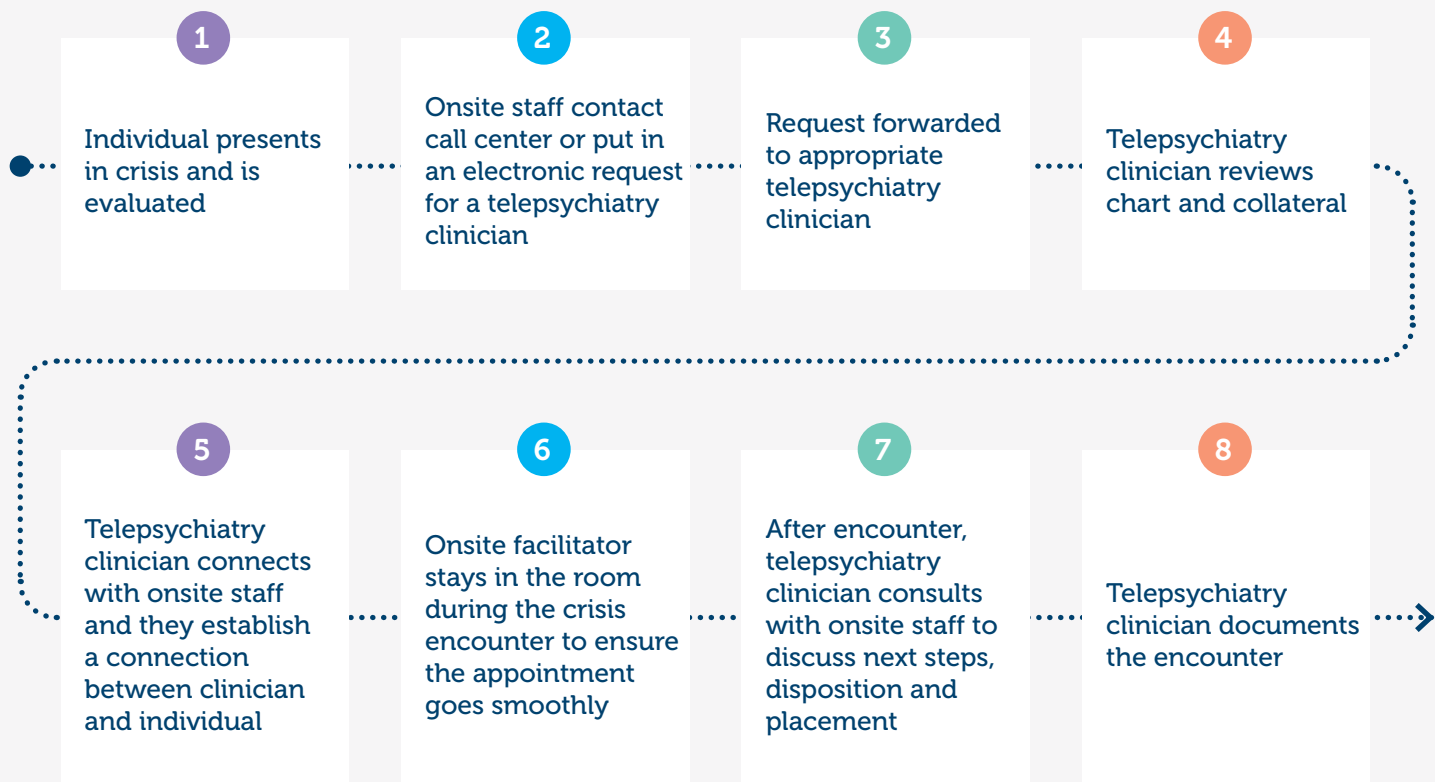 1
Individual presents
in crisis and is
evaluated
2
Onsite staff contact
call center or put in
an electronic request
for a telepsychiatry
clinician
3
Request forwarded
to appropriate
telepsychiatry
clinician
4
Telepsychiatry
clinician reviews
chart and collateral
5
Telepsychiatry
clinician connects
with onsite staff
and they establish
a connection
between clinician
and individual
6
Onsite facilitator
stays in the room
during the crisis
encounter to ensure
the appointment
goes smoothly
7
After encounter,
telepsychiatry
clinician consults
with onsite staff to
discuss next steps,
disposition and
placement
8
Telepsychiatry
clinician documents
the encounter